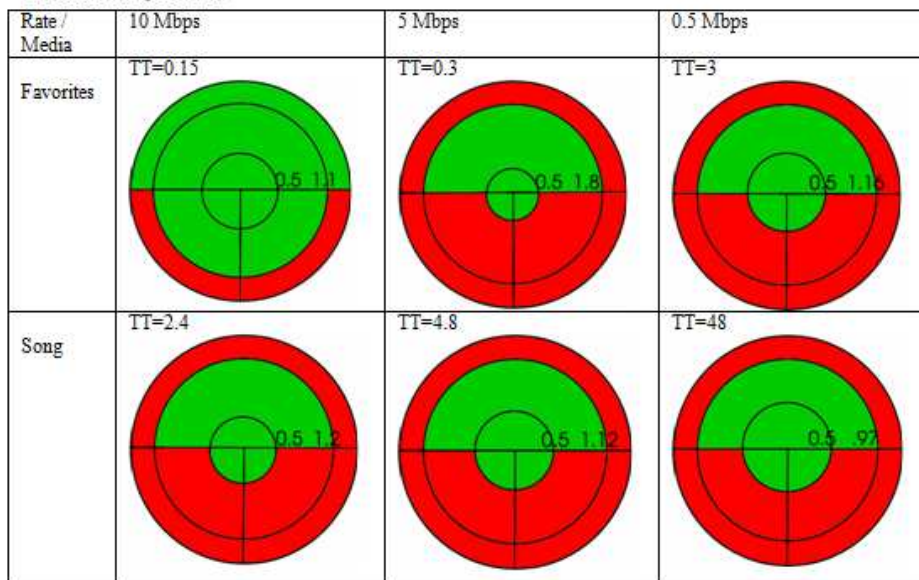 Rate / Media
10 Mbps
5 Mbps
0.5 Mbps
Favorites
TT=0.15
0.5 1.1
TT=0.3
0.5 1.8
TT=3
0.5 1.16
Song
TT=2.4
0.5 1.2
TT=4.8
0.5 1.12
TT=48
0.5 .97